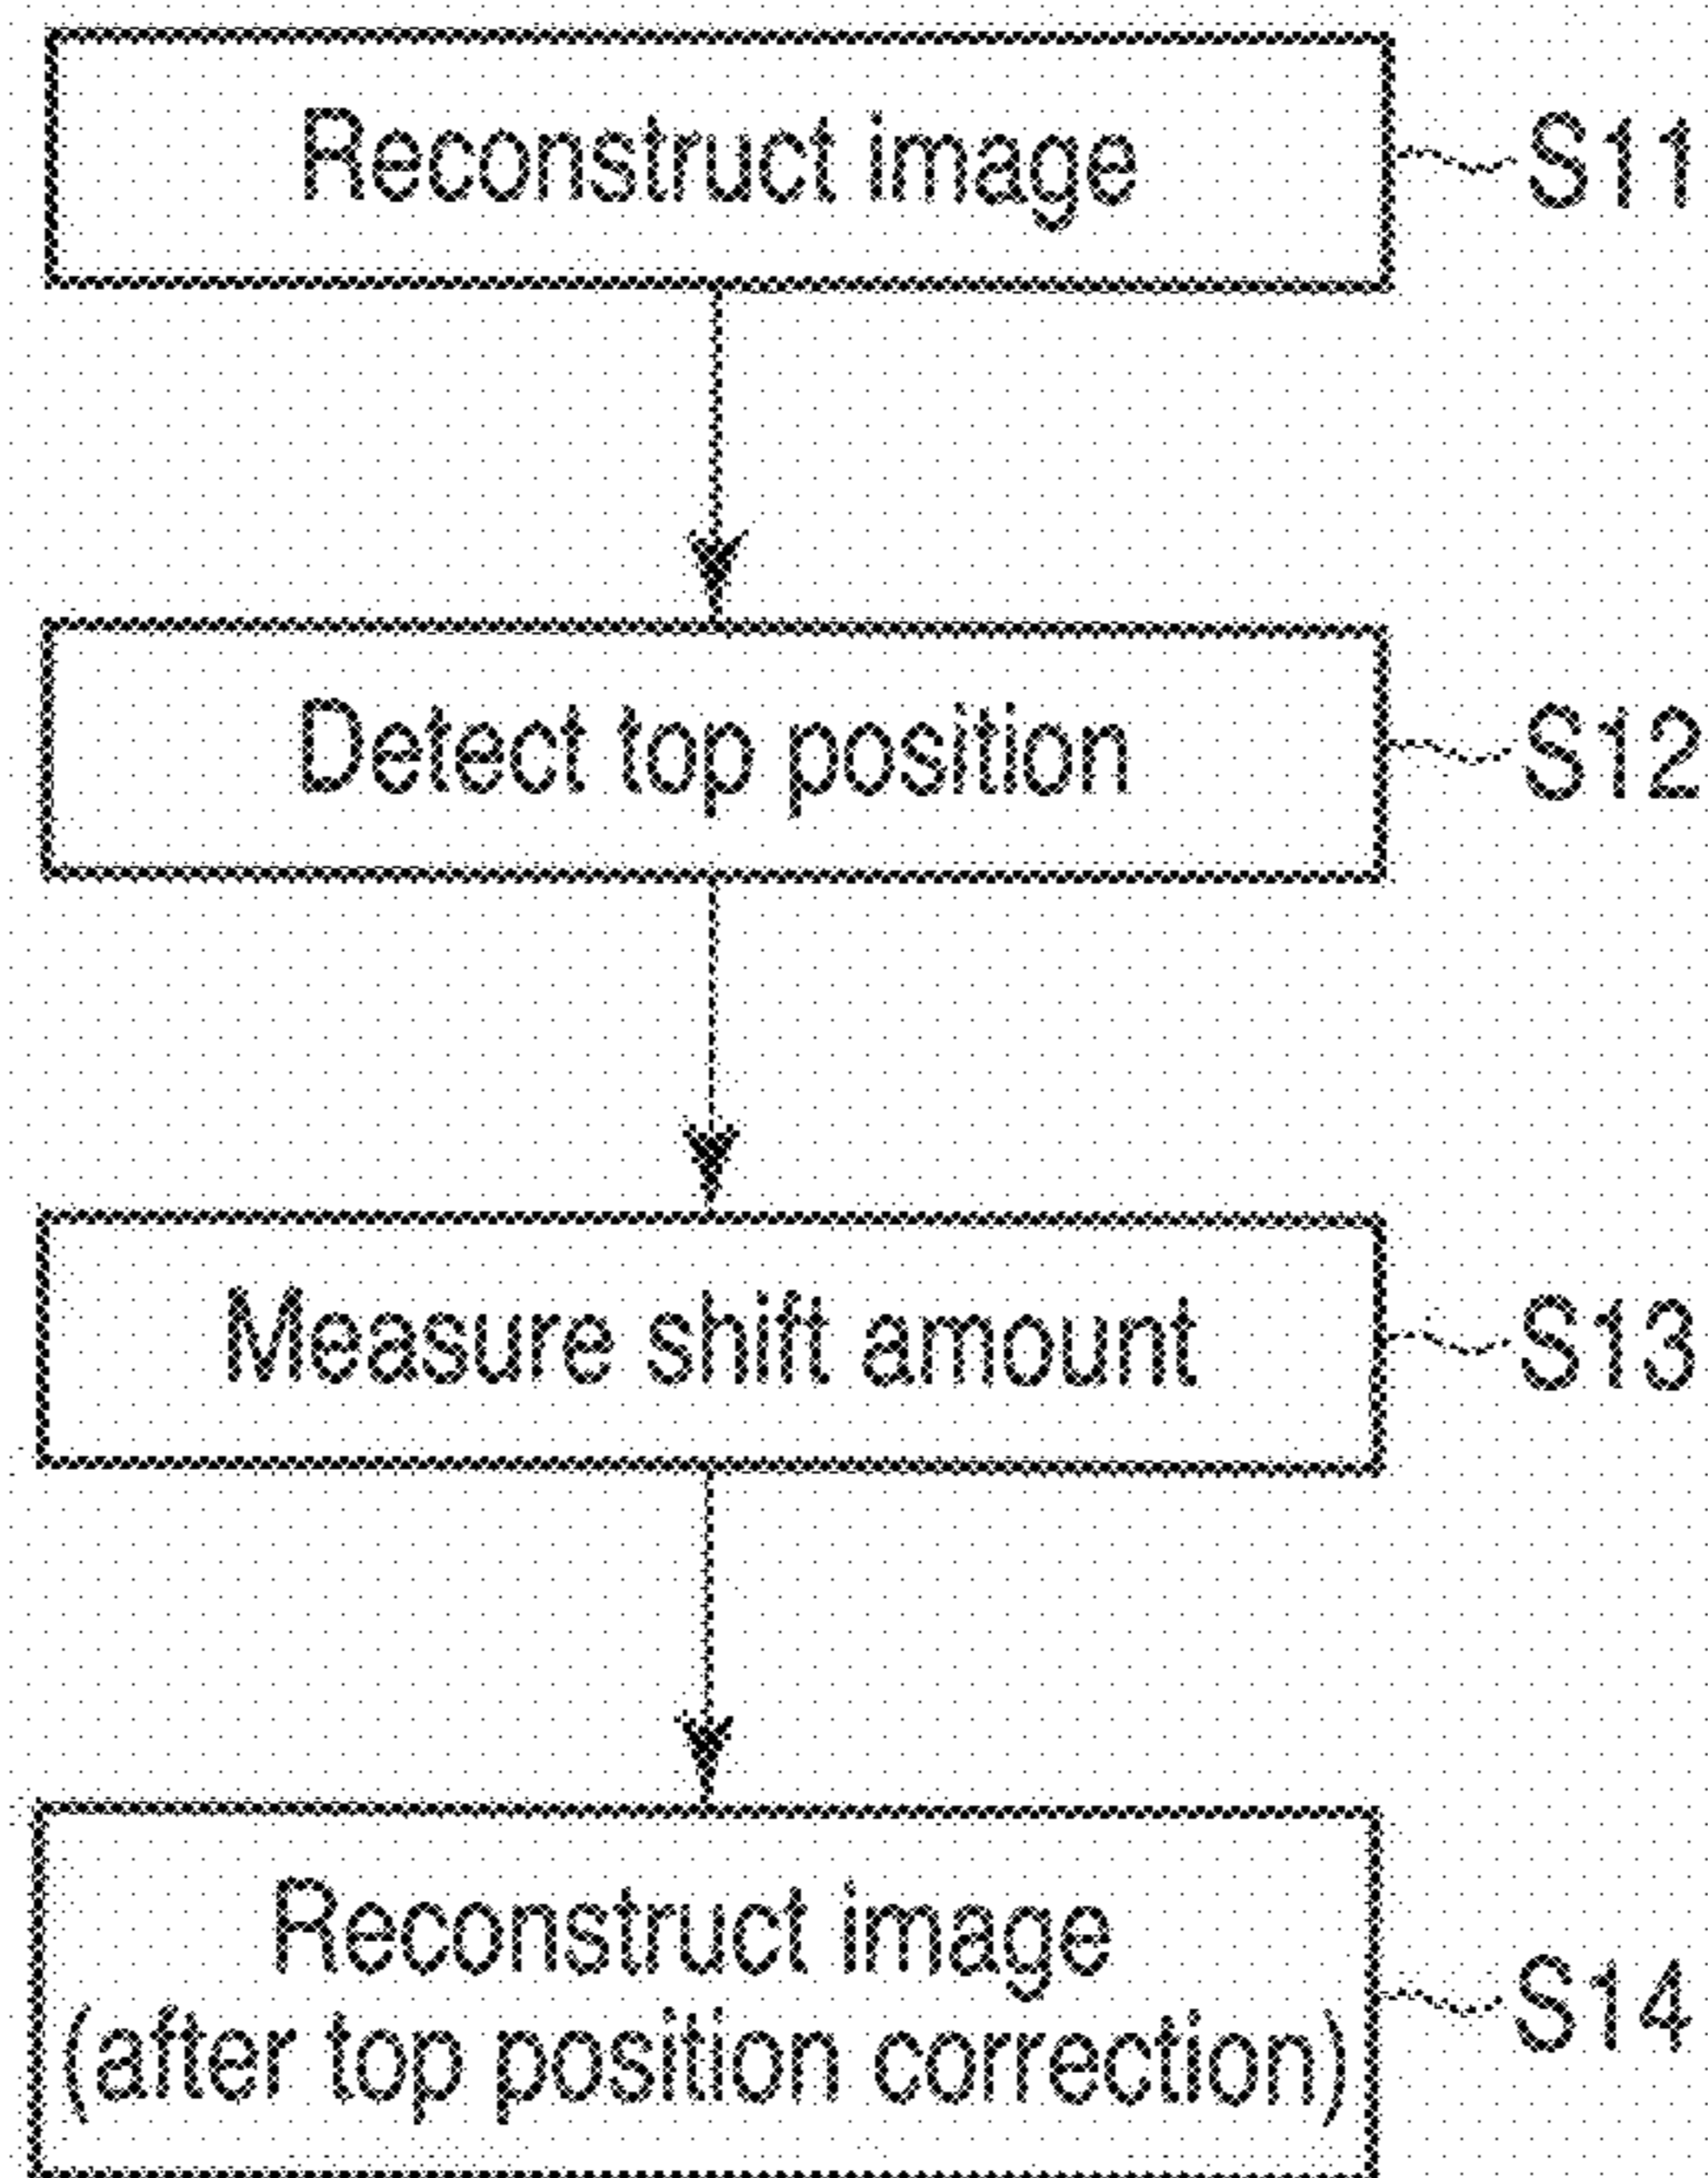 Reconstruct image
S11
Detect top position
S12
Measure shift amount
S13
Reconstruct image
(after top position correction)
S14